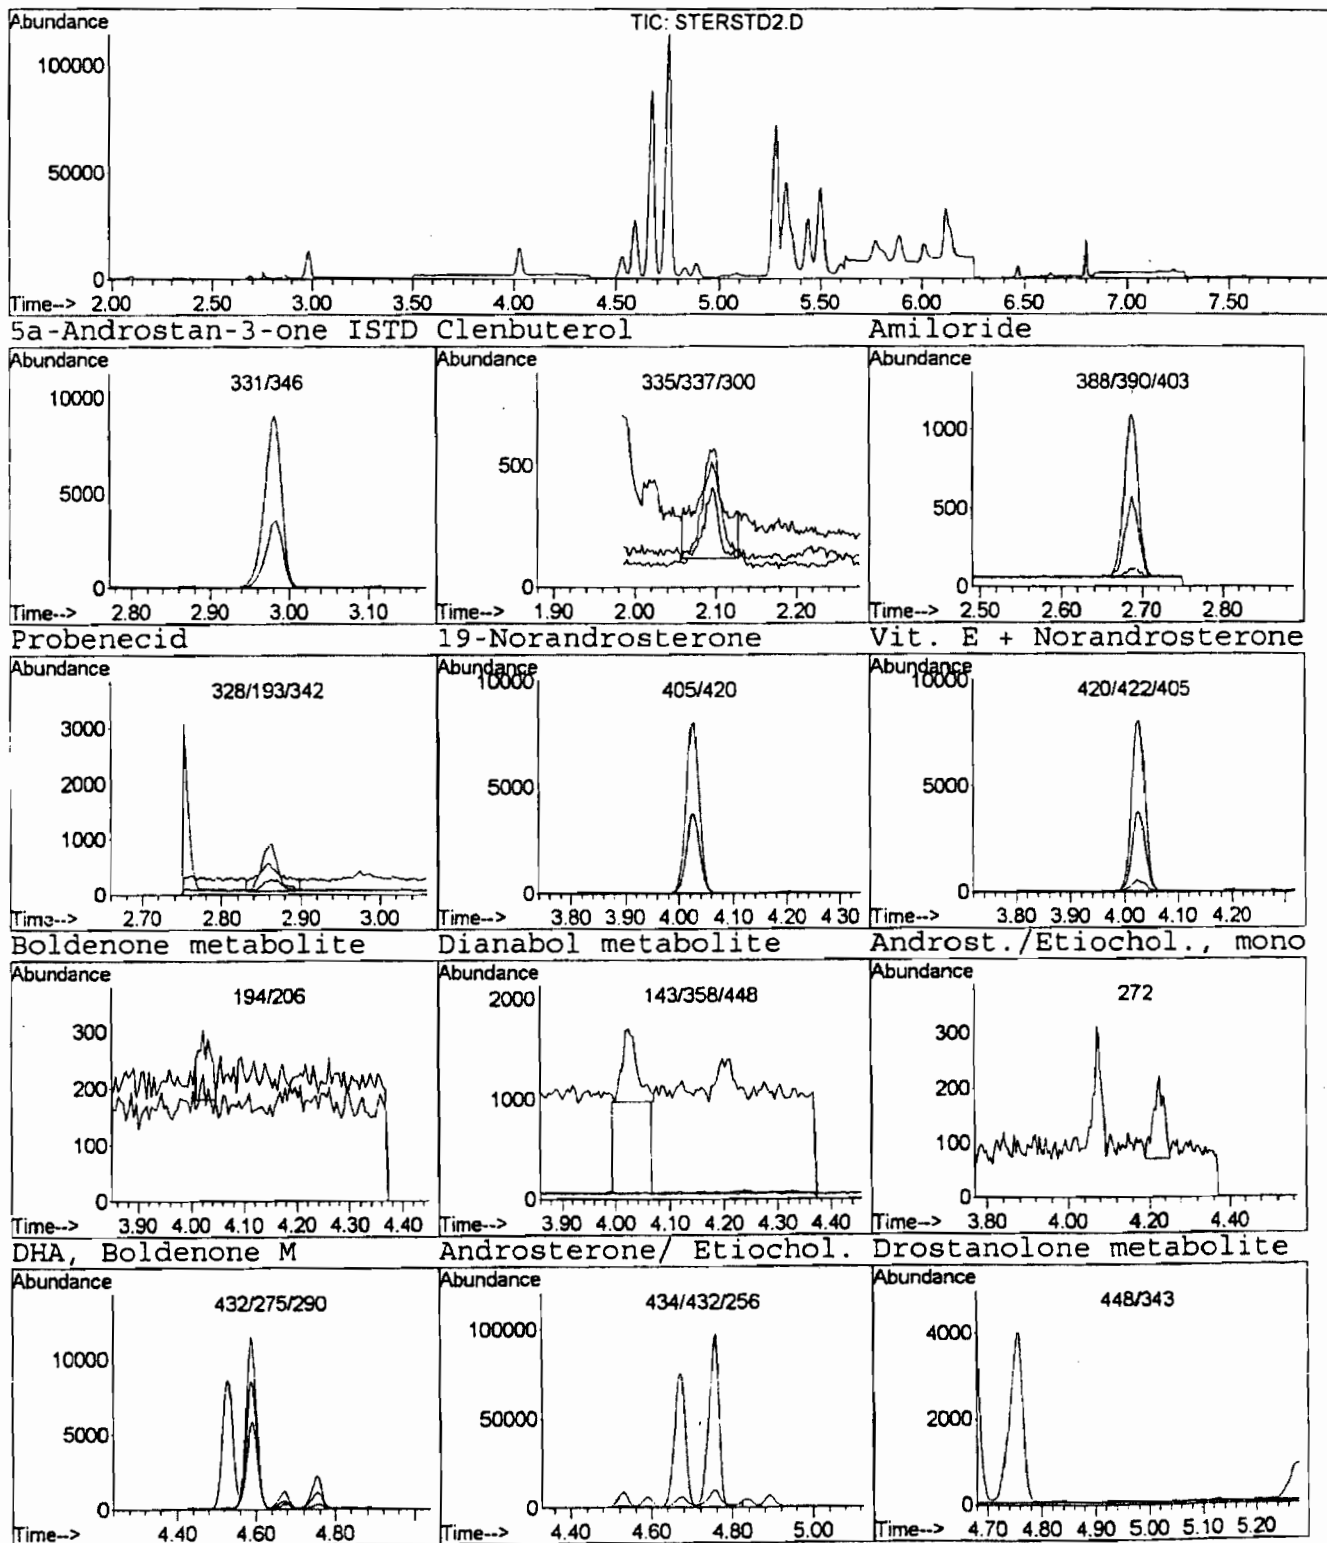 Abundance
TIC: STERSTD2.D
100000
50000
0
Time-->
2.00 2.50 3.00 3.50 4.00 4.50 5.00 5.50 6.00 6.50 7.00 7.50
5a-Androstan-3-one ISTD Clenbuterol Amiloride
Abundance Abundance Abundance
331/346 335/337/300 388/390/403
10000
5000
0
500
0
1000
500
0
Time--> 2.80 2.90 3.00 3.10
Time--> 1.90 2.00 2.10 2.20
Time--> 2.50 2.60 2.70 2.80
Probenecid 19-Norandrosterone Vit. E + Norandrosterone
Abundance Abundance Abundance
328/193/342 405/420 420/422/405
3000
2000
1000
0
10000
5000
0
10000
5000
0
Time--> 2.70 2.80 2.90 3.00
Time--> 3.80 3.90 4.00 4.10 4.20 4.30
Time--> 3.80 3.90 4.00 4.10 4.20
Boldenone metabolite Dianabol metabolite Androst./Etiochol., mono
Abundance Abundance Abundance
194/206 143/358/448 272
300
200
100
0
2000
1000
0
300
200
100
0
Time--> 3.90 4.00 4.10 4.20 4.30 4.40
Time--> 3.90 4.00 4.10 4.20 4.30 4.40
Time--> 3.80 4.00 4.20 4.40
DHA, Boldenone M Androsterone/ Etiochol. Drostanolone metabolite
Abundance Abundance Abundance
432/275/290 434/432/256 448/343
10000
5000
0
100000
50000
0
4000
2000
0
Time--> 4.40 4.60 4.80
Time--> 4.40 4.60 4.80 5.00
Time--> 4.70 4.80 4.90 5.00 5.10 5.20